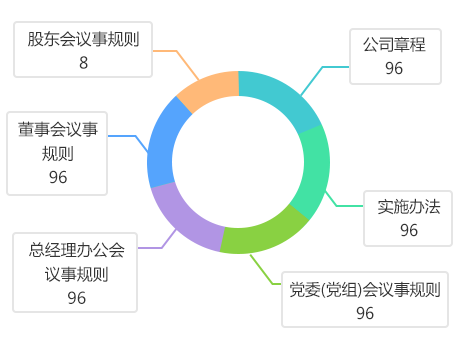 股东会议事规则
8
公司章程
96
董事会议事
规则
96
实施办法
96
总经理办公会
议事规则
96
党委(党组)会议事规则
96